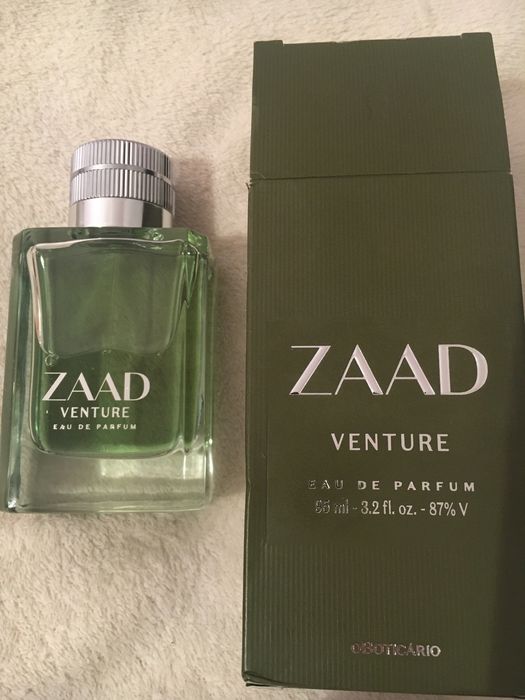 ZAAD
VENTURE
EAU DE PARFUM
ZAAD
VENTURE
EAU DE PARFUM
95 ml - 3.2 fl. oz. - 87% V
oBOTICÁRIO